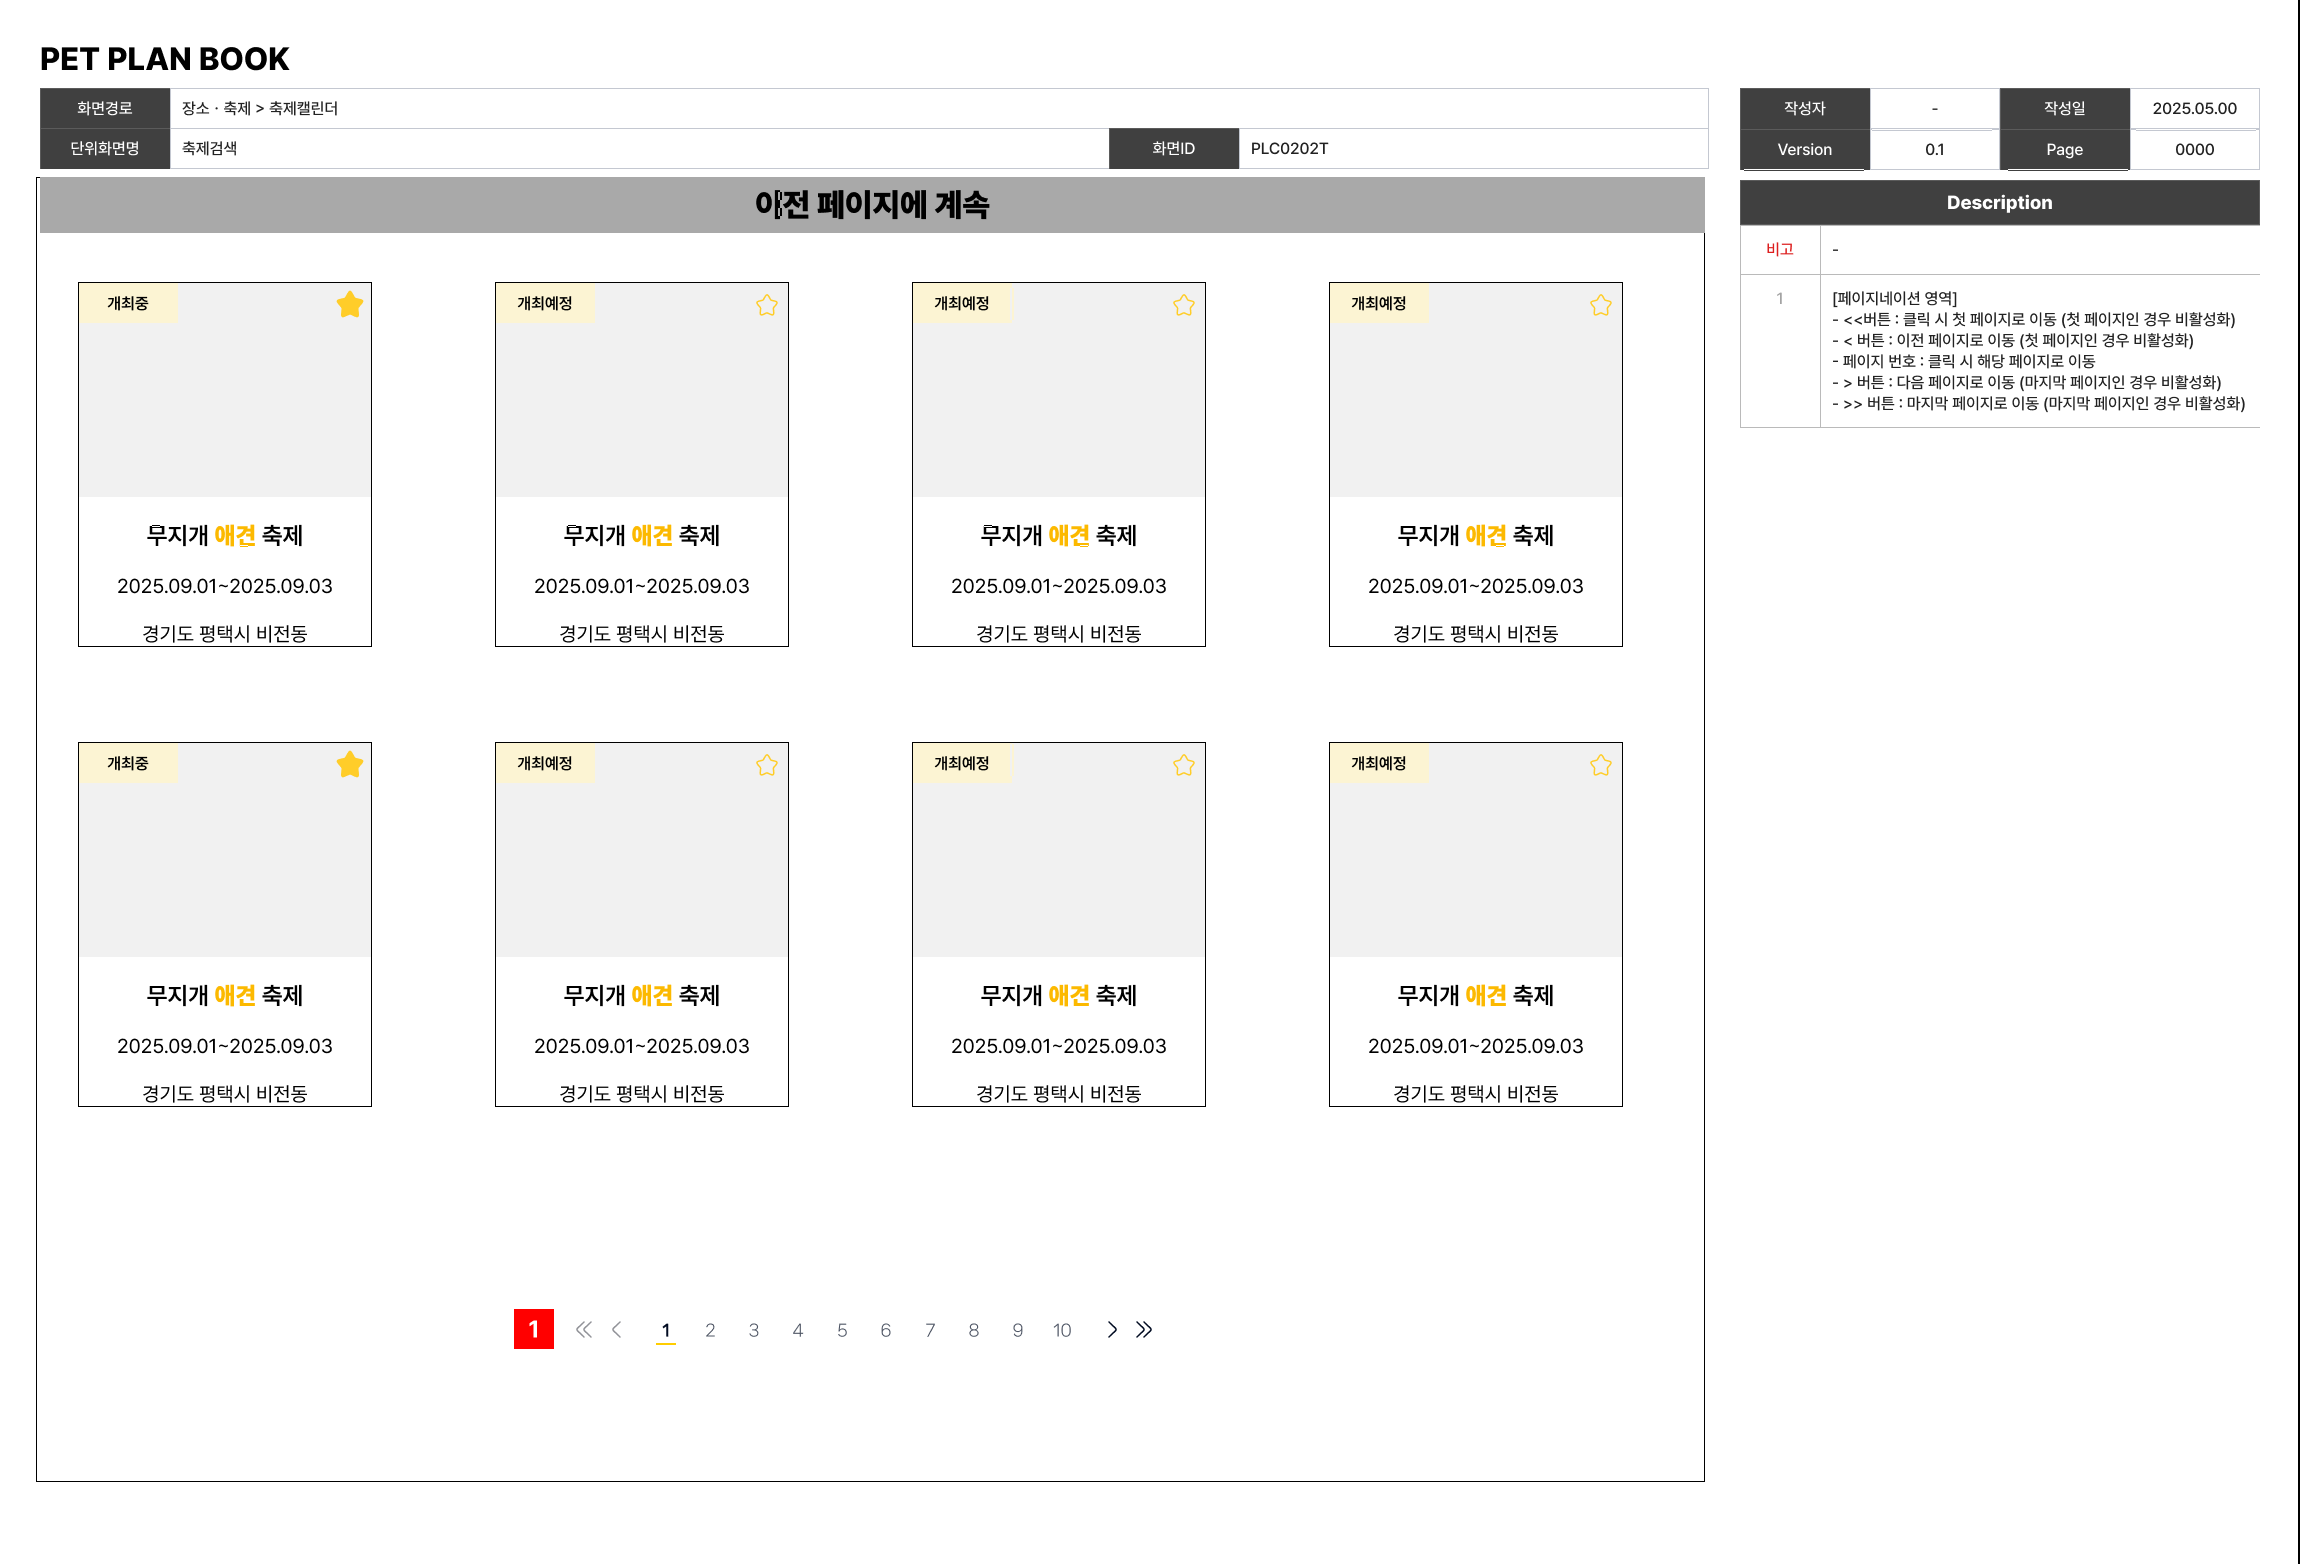 PET PLAN BOOK
화면경로 장소 · 축제 > 축제캘린더
단위화면명 축제검색 화면ID PLC0202T
작성자 - 작성일 2025.05.00
Version 0.1 Page 0000
이전 페이지에 계속
개최중 개최예정 개최예정 개최예정
무지개 애견 축제 무지개 애견 축제 무지개 애견 축제 무지개 애견 축제
2025.09.01~2025.09.03 2025.09.01~2025.09.03 2025.09.01~2025.09.03 2025.09.01~2025.09.03
경기도 평택시 비전동 경기도 평택시 비전동 경기도 평택시 비전동 경기도 평택시 비전동
개최중 개최예정 개최예정 개최예정
무지개 애견 축제 무지개 애견 축제 무지개 애견 축제 무지개 애견 축제
2025.09.01~2025.09.03 2025.09.01~2025.09.03 2025.09.01~2025.09.03 2025.09.01~2025.09.03
경기도 평택시 비전동 경기도 평택시 비전동 경기도 평택시 비전동 경기도 평택시 비전동
1 1 2 3 4 5 6 7 8 9 10
Description
비고 -
1 [페이지네이션 영역]
- <<버튼 : 클릭 시 첫 페이지로 이동 (첫 페이지인 경우 비활성화)
- < 버튼 : 이전 페이지로 이동 (첫 페이지인 경우 비활성화)
- 페이지 번호 : 클릭 시 해당 페이지로 이동
- > 버튼 : 다음 페이지로 이동 (마지막 페이지인 경우 비활성화)
- >> 버튼 : 마지막 페이지로 이동 (마지막 페이지인 경우 비활성화)